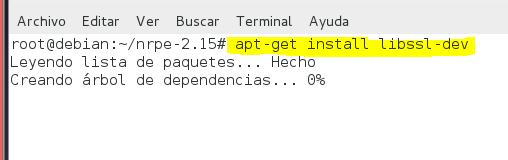 Archivo Editar Ver Buscar Terminal Ayuda
root@debian:~/nrpe-2.15# apt-get install libssl-dev
Leyendo lista de paquetes... Hecho
Creando árbol de dependencias... 0%